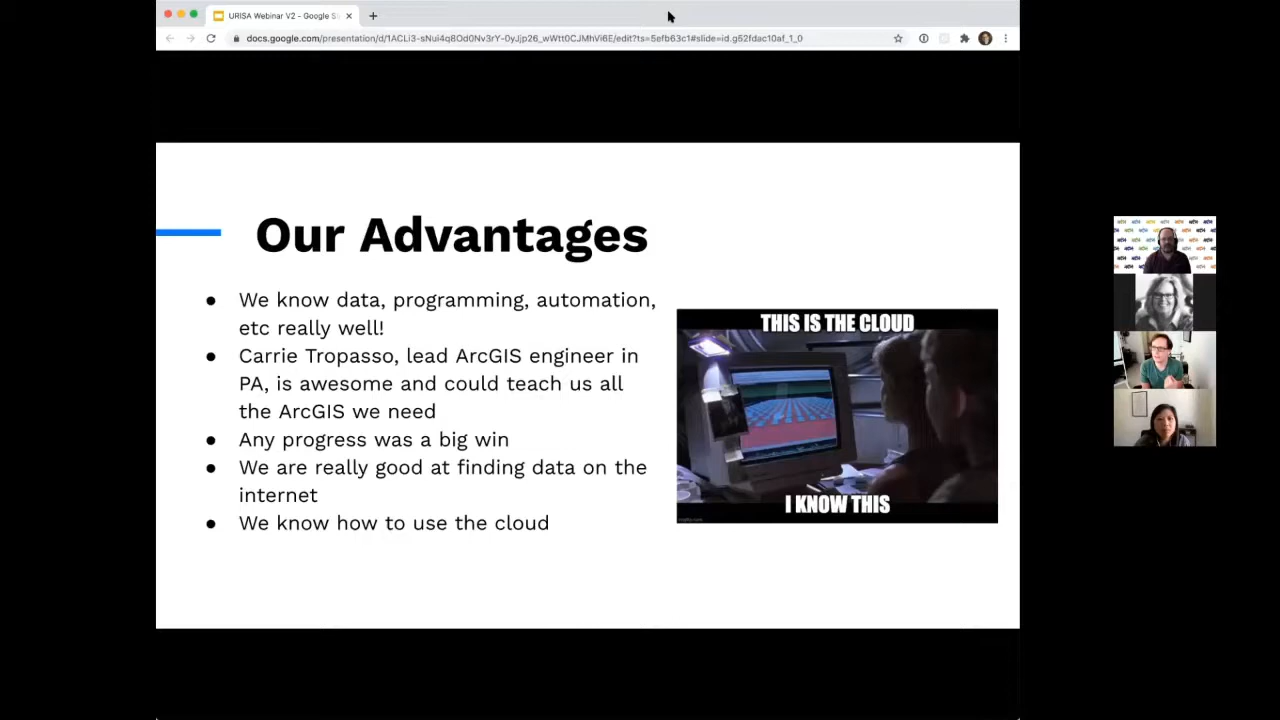 URISA Webinar V2 - Google S
docs.google.com/presentation/d/1ACLi3-sNui4q8Od0Nv3rY-0yJjp26_wWtt0CJMhVi6E/edit?ts=5efb63c1#slide=id.g52fdac10af_1_0
Our Advantages
● We know data, programming, automation,
etc really well!
● Carrie Tropasso, lead ArcGIS engineer in
PA, is awesome and could teach us all
the ArcGIS we need
● Any progress was a big win
● We are really good at finding data on the
internet
● We know how to use the cloud
THIS IS THE CLOUD
I KNOW THIS